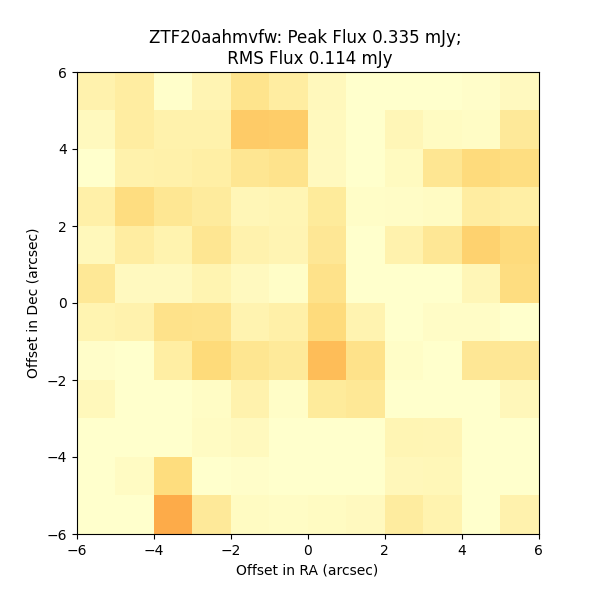 ZTF20aahmvfw: Peak Flux 0.335 mJy;
RMS Flux 0.114 mJy
6
4
2
0
−2
−4
−6
Offset in Dec (arcsec)
−6 −4 −2 0 2 4 6
Offset in RA (arcsec)